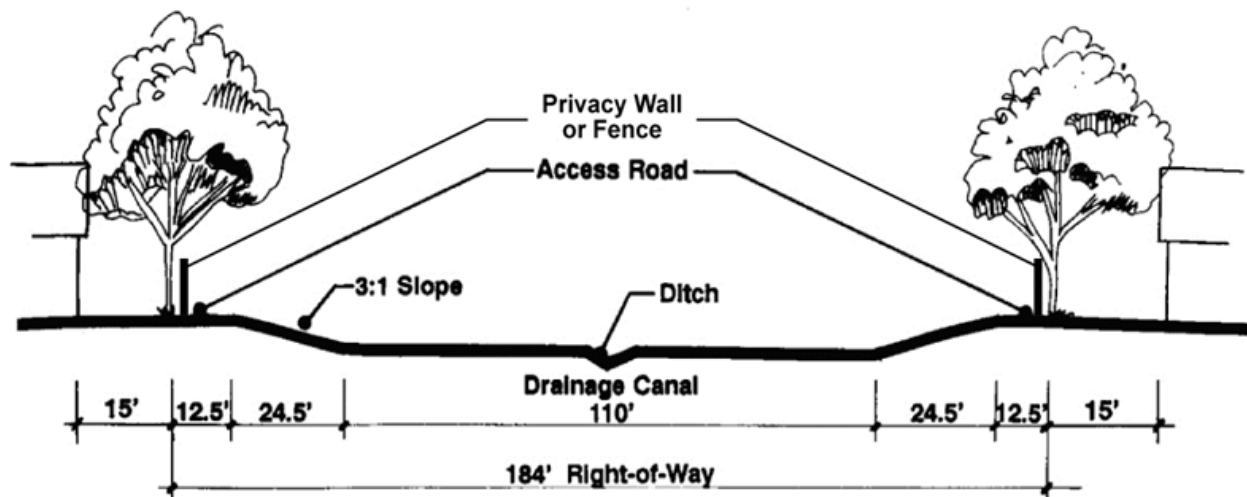 Privacy Wall
or Fence
Access Road
3:1 Slope
Ditch
Drainage Canal
15' 12.5' 24.5' 110' 24.5' 12.5' 15'
184' Right-of-Way